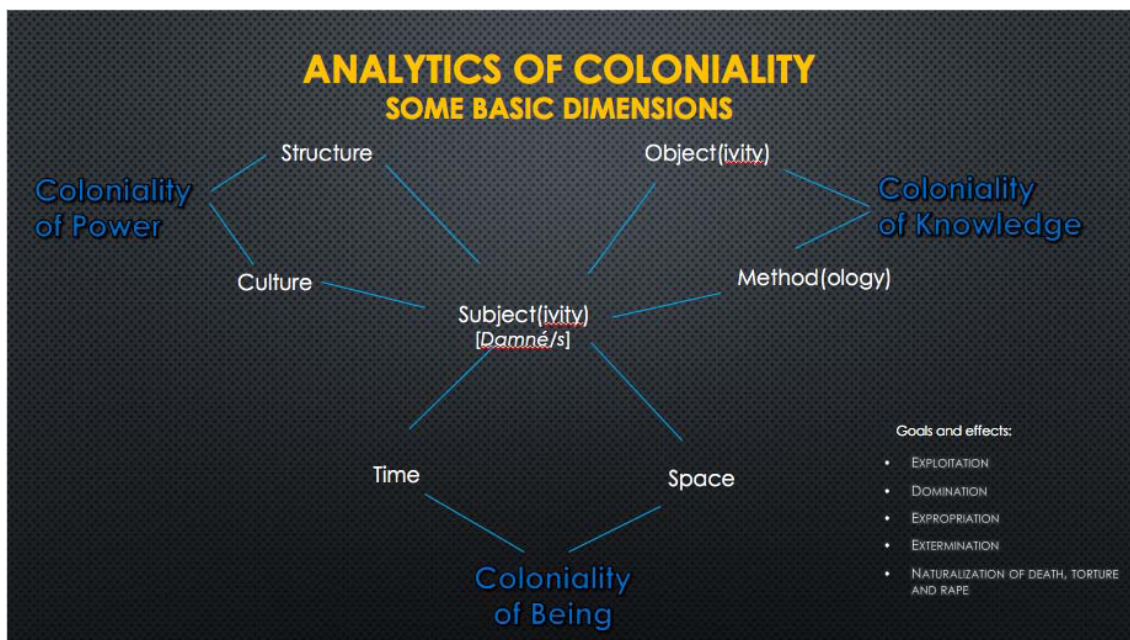 ANALYTICS OF COLONIALITY
SOME BASIC DIMENSIONS
Structure
Object(ivity)
Coloniality
of Power
Coloniality
of Knowledge
Culture
Method(ology)
Subject(ivity)
[Damné/s]
Time
Space
Coloniality
of Being
Goals and effects:
• EXPLOITATION
• DOMINATION
• EXPROPRIATION
• EXTERMINATION
• NATURALIZATION OF DEATH, TORTURE
AND RAPE